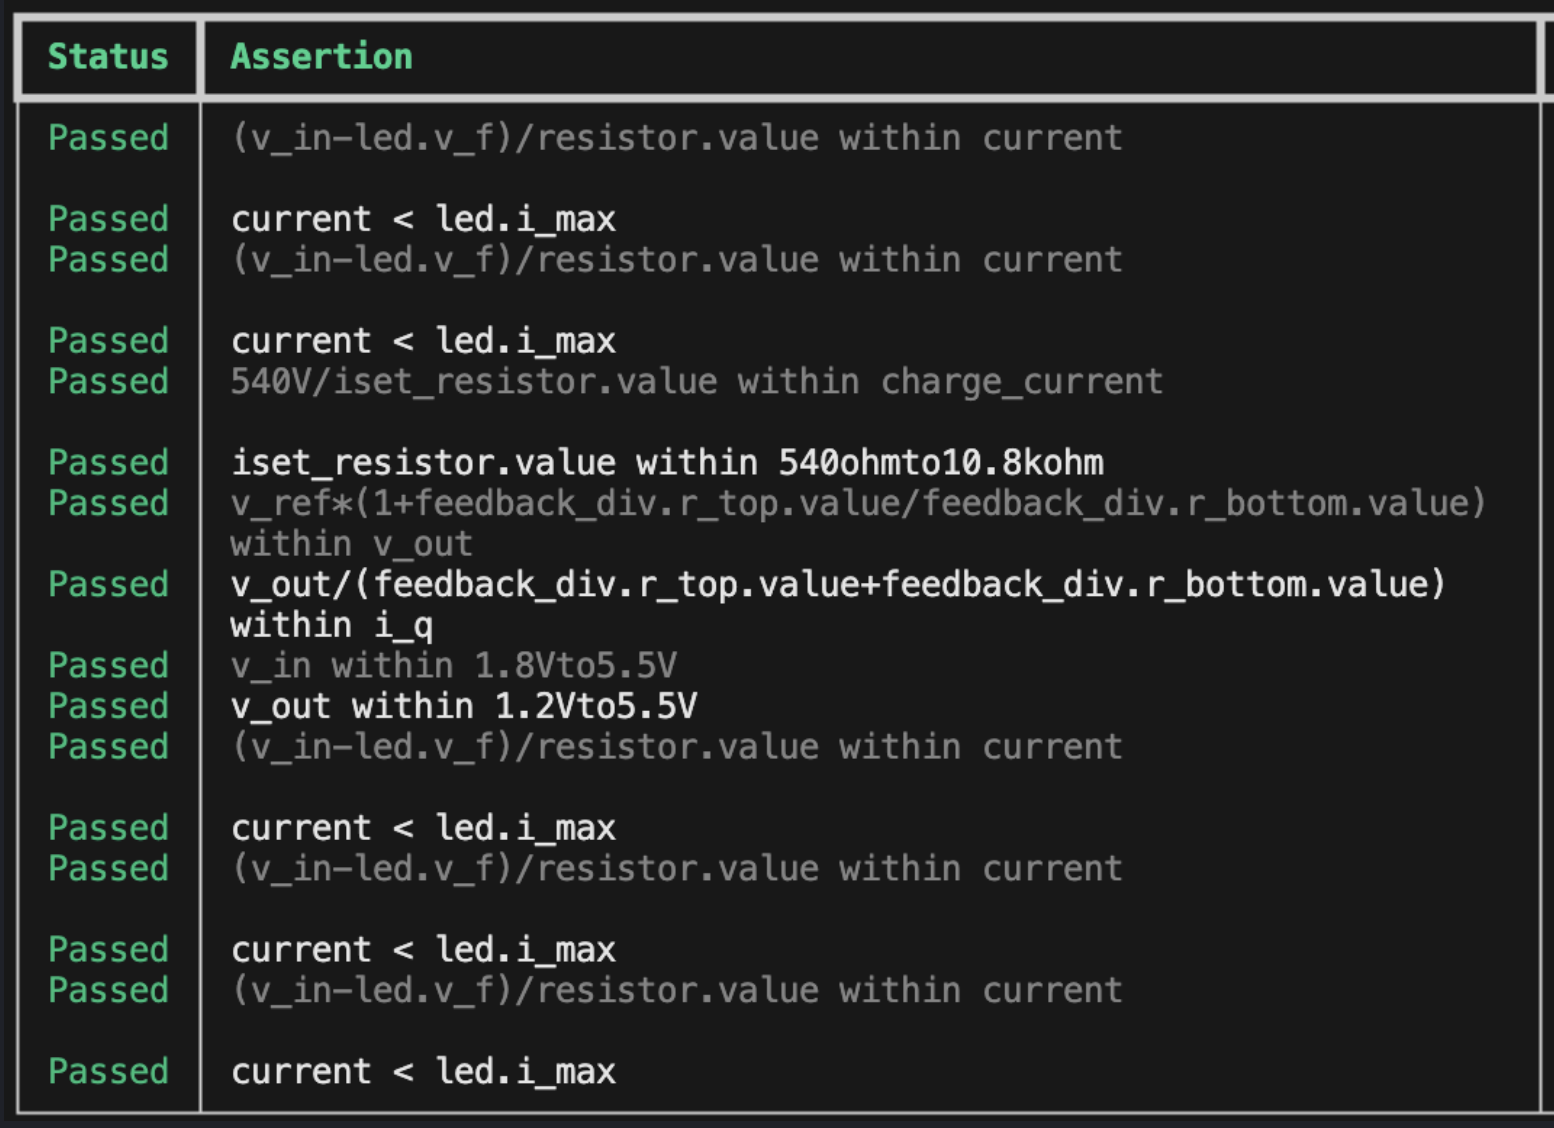 Status Assertion
Passed (v_in-led.v_f)/resistor.value within current
Passed current < led.i_max
Passed (v_in-led.v_f)/resistor.value within current
Passed current < led.i_max
Passed 540V/iset_resistor.value within charge_current
Passed iset_resistor.value within 540ohmto10.8kohm
Passed v_ref*(1+feedback_div.r_top.value/feedback_div.r_bottom.value)
within v_out
Passed v_out/(feedback_div.r_top.value+feedback_div.r_bottom.value)
within i_q
Passed v_in within 1.8Vto5.5V
Passed v_out within 1.2Vto5.5V
Passed (v_in-led.v_f)/resistor.value within current
Passed current < led.i_max
Passed (v_in-led.v_f)/resistor.value within current
Passed current < led.i_max
Passed (v_in-led.v_f)/resistor.value within current
Passed current < led.i_max